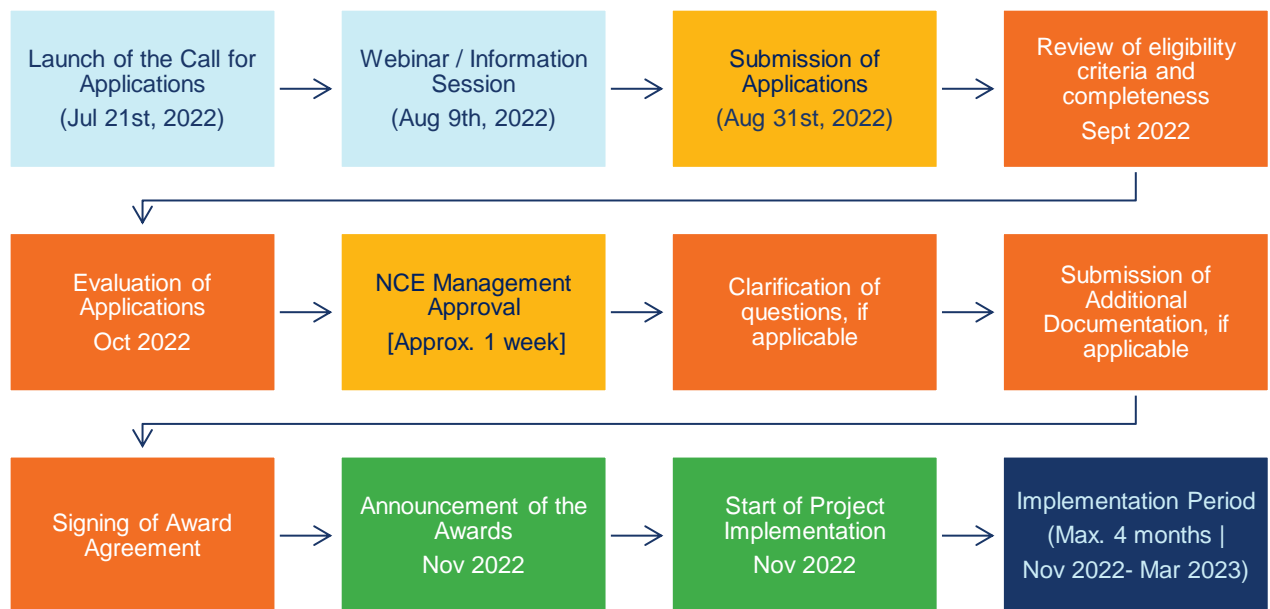 Launch of the Call for
Applications
(Jul 21st, 2022)
Webinar / Information
Session
(Aug 9th, 2022)
Submission of
Applications
(Aug 31st, 2022)
Review of eligibility
criteria and
completeness
Sept 2022
Evaluation of
Applications
Oct 2022
NCE Management
Approval
[Approx. 1 week]
Clarification of
questions, if
applicable
Submission of
Additional
Documentation, if
applicable
Signing of Award
Agreement
Announcement of the
Awards
Nov 2022
Start of Project
Implementation
Nov 2022
Implementation Period
(Max. 4 months |
Nov 2022- Mar 2023)